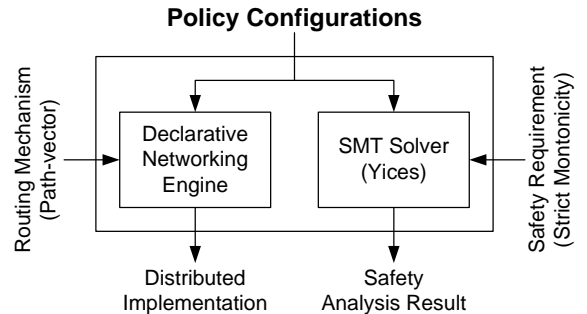 Policy Configurations
Routing Mechanism
(Path-vector)
Declarative
Networking
Engine
SMT Solver
(Yices)
Safety Requirement
(Strict Montonicity)
Distributed
Implementation
Safety
Analysis Result